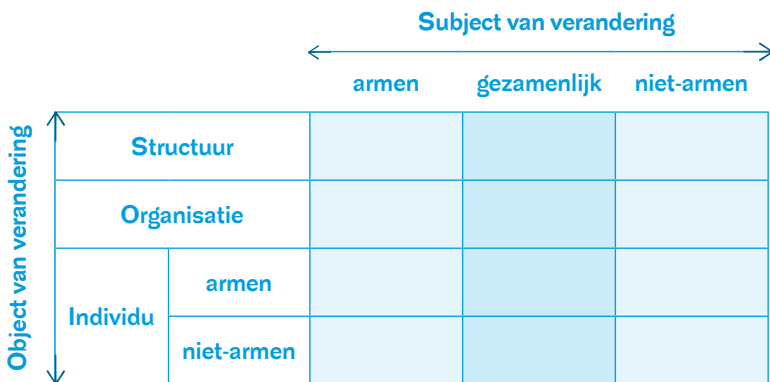 Subject van verandering
armen gezamenlijk niet-armen
Object van verandering
Structuur
Organisatie
Individu
armen
niet-armen